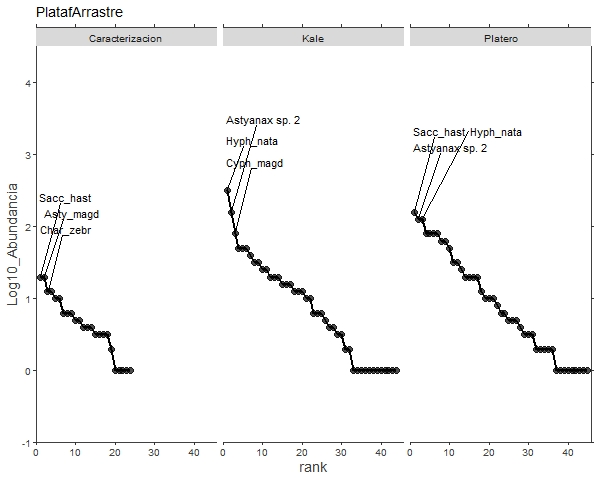 PlatafArrastre
Caracterizacion
Kale
Platero
Log10_Abundancia
4
3
2
1
0
-1
Sacc_hast
Asty_magd
Char_zebr
Astyanax sp. 2
Hyph_nata
Cyph_magd
Sacc_hast Hyph_nata
Astyanax sp. 2
0 10 20 30 40
0 10 20 30 40
0 10 20 30 40
rank